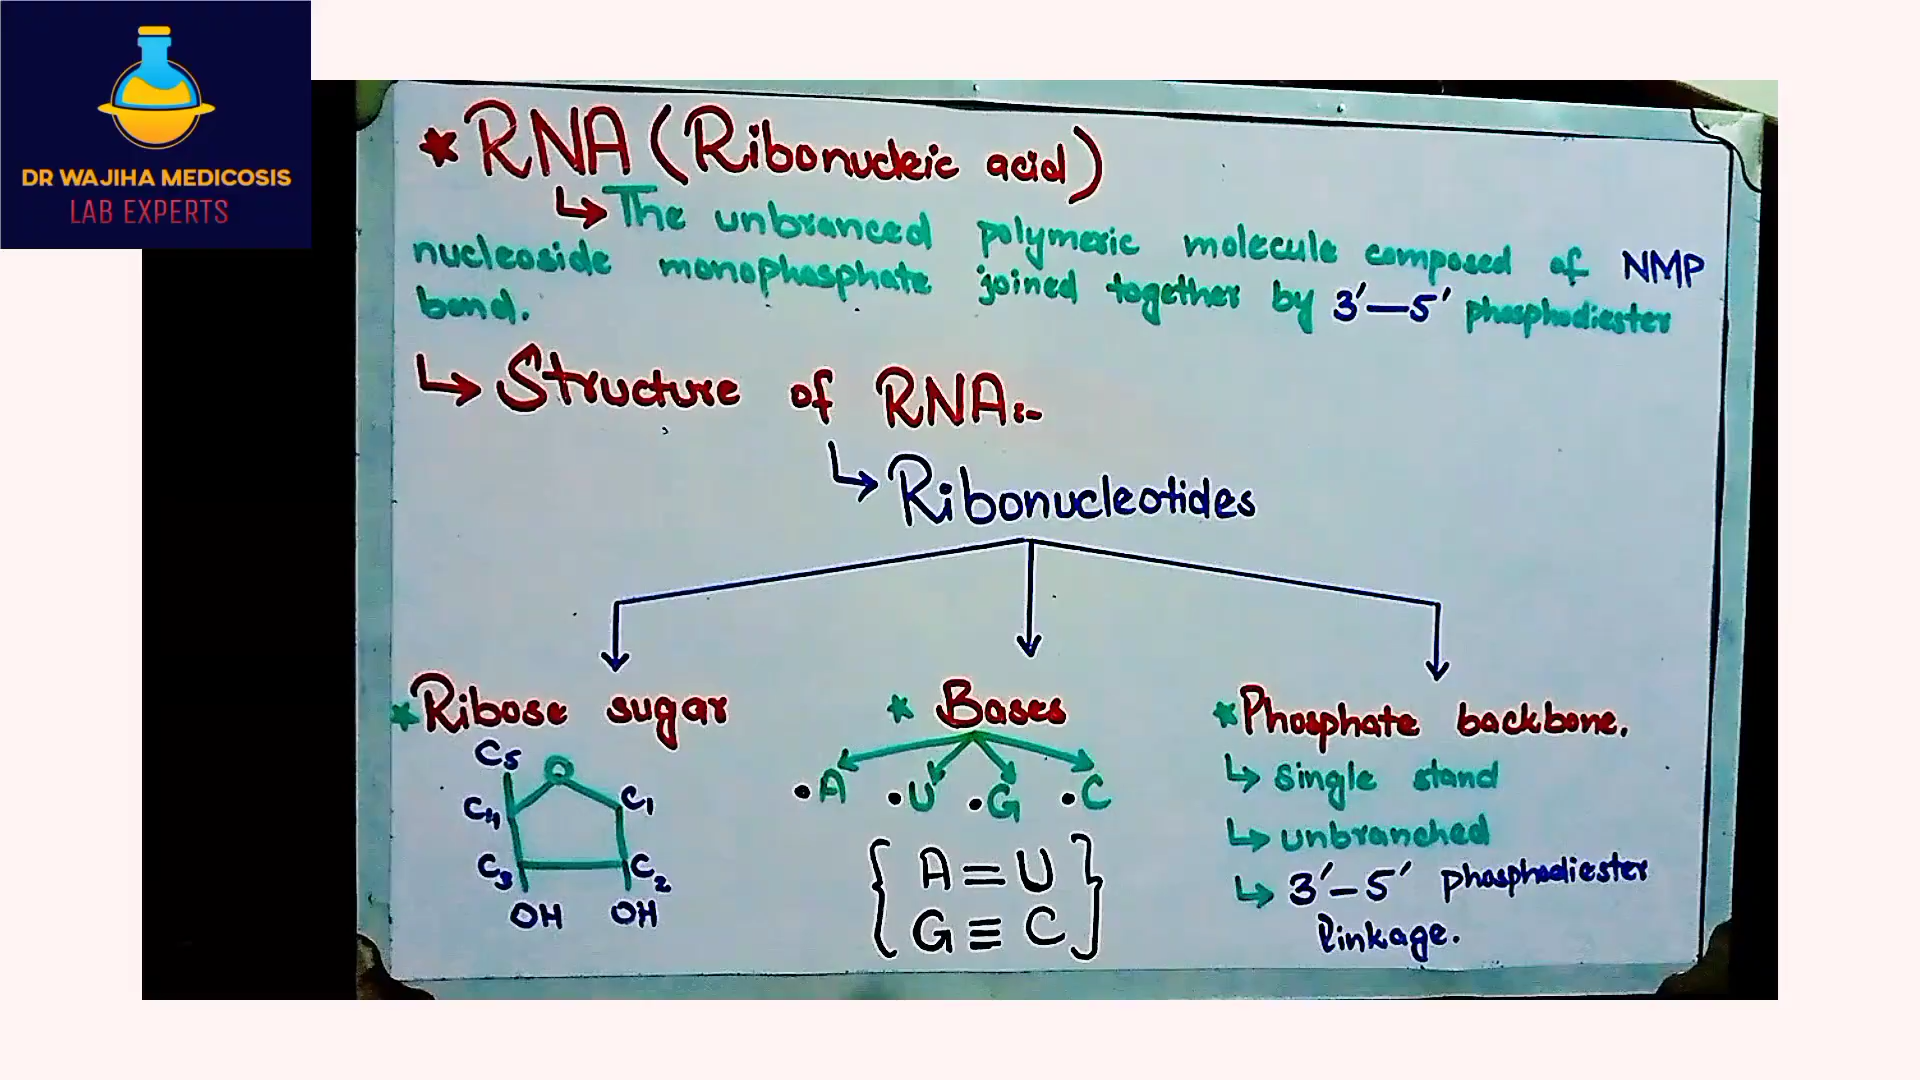 DR WAJIHA MEDICOSIS
LAB EXPERTS
★ RNA (Ribonucleic acid)
↳ The unbranced polymeric molecule composed of NMP
nucleoside monophosphate joined together by 3′—5′ phosphodiester
bond.
↳ Structure of RNA:-
↳ Ribonucleotides
★ Ribose sugar
C5
O
C4
C1
C3
C2
OH OH
★ Bases
•A •U •G •C
{ A = U }
{ G ≡ C }
★ Phosphate backbone.
↳ single stand
↳ unbranched
↳ 3′–5′ phosphodiester
linkage.